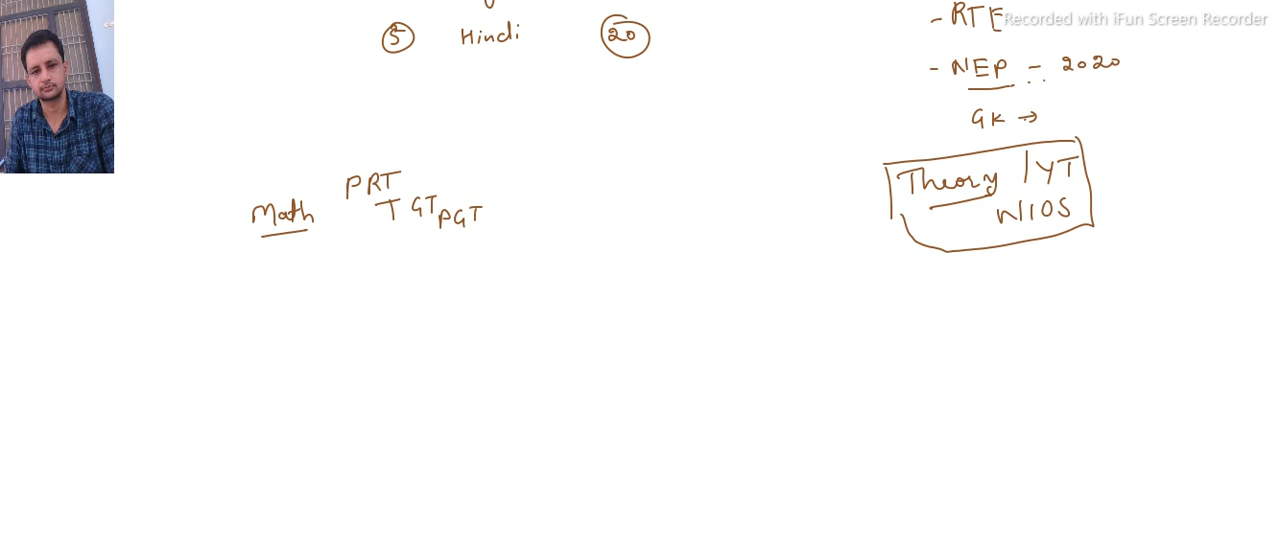 - RTE
Recorded with iFun Screen Recorder
5 Hindi 20
- NEP - 2020
GK →
Theory / YT
NIOS
PRT
TGT
PGT
Math